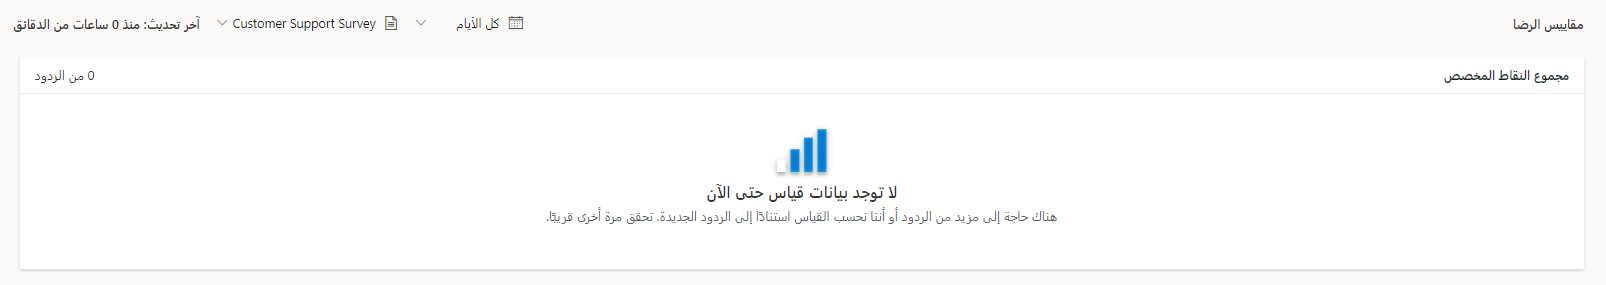 مقاييس الرضا
كل الأيام
Customer Support Survey
آخر تحديث: منذ 0 ساعات من الدقائق
مجموع النقاط المخصص
0 من الردود
لا توجد بيانات قياس حتى الآن
هناك حاجة إلى مزيد من الردود أو أننا نحسب القياس استنادًا إلى الردود الجديدة. تحقق مرة أخرى قريبًا.